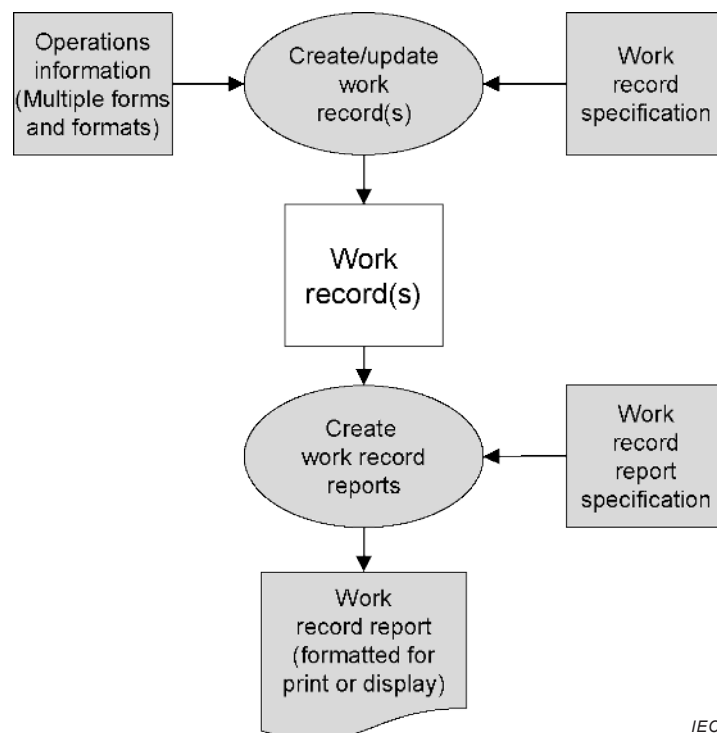 Operations
information
(Multiple forms
and formats)
Create/update
work
record(s)
Work
record
specification
Work
record(s)
Create
work record
reports
Work
record
report
specification
Work
record report
(formatted for
print or display)
IEC